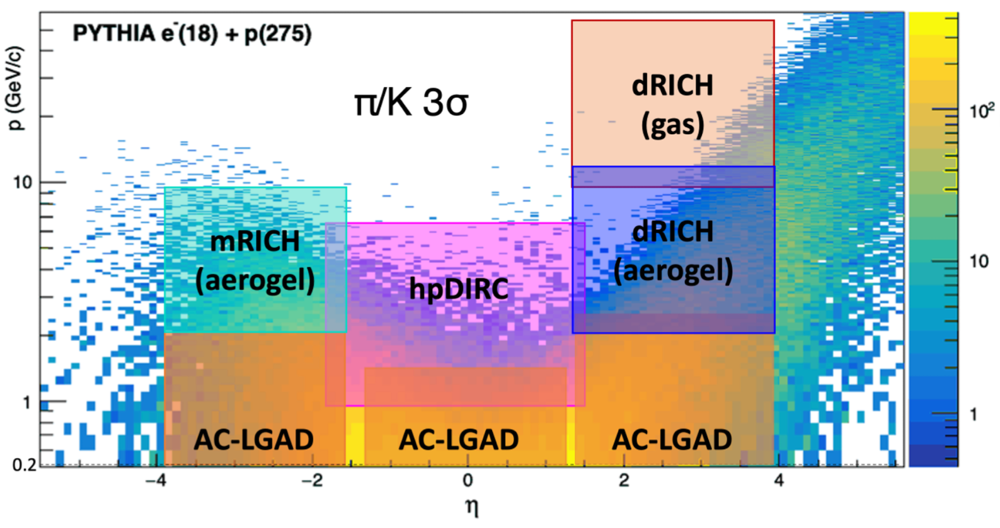 PYTHIA e⁻(18) + p(275)
π/K 3σ
dRICH
(gas)
mRICH
(aerogel)
hpDIRC
dRICH
(aerogel)
AC-LGAD
AC-LGAD
AC-LGAD
p (GeV/c)
10
1
0.2
−4
−2
0
2
4
η
10²
10
1